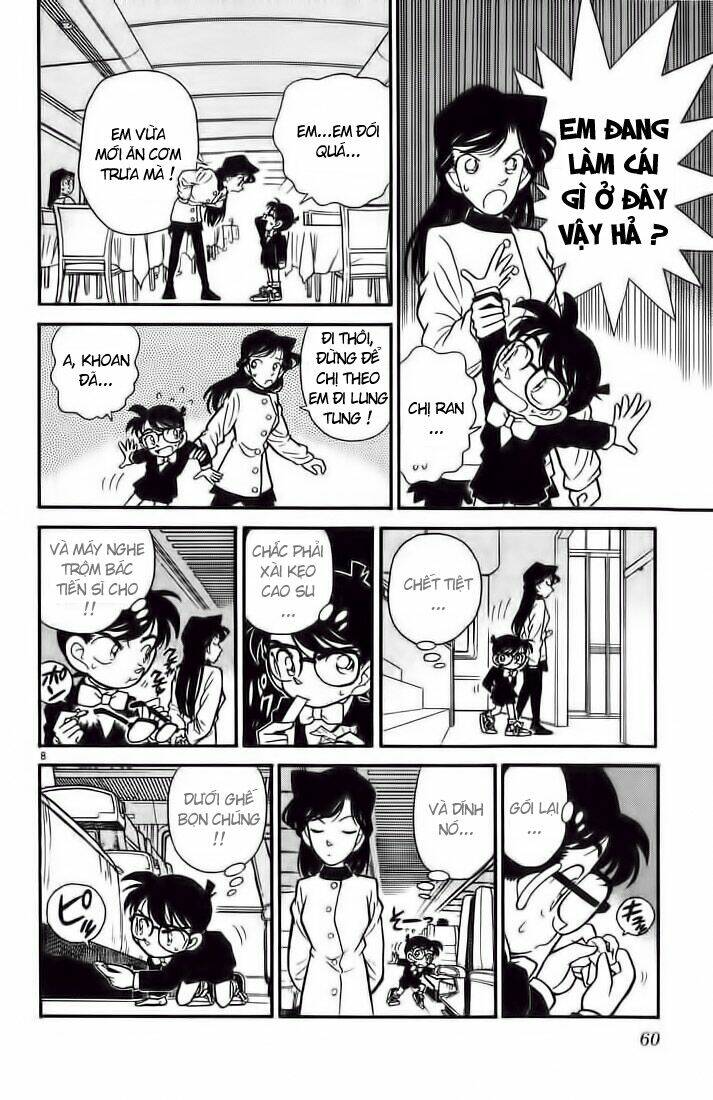 EM ĐANG
LÀM CÁI
GÌ Ở ĐÂY
VẬY HẢ ?
CHỊ RAN
...
EM...EM ĐÓI
QUÁ...
EM VỪA
MỚI ĂN CƠM
TRƯA MÀ !
ĐI THÔI,
ĐỪNG ĐỂ
CHỊ THEO
EM ĐI LUNG
TUNG !
A, KHOAN
ĐÃ...
CHẾT TIỆT
...
CHẮC PHẢI
XÀI KẸO
CAO SU
...
VÀ MÁY NGHE
TRỘM BÁC
TIẾN SĨ CHO
!!
8
GÓI LẠI
...
VÀ DÍNH
NÓ...
DƯỚI GHẾ
BỌN CHÚNG
!!
60